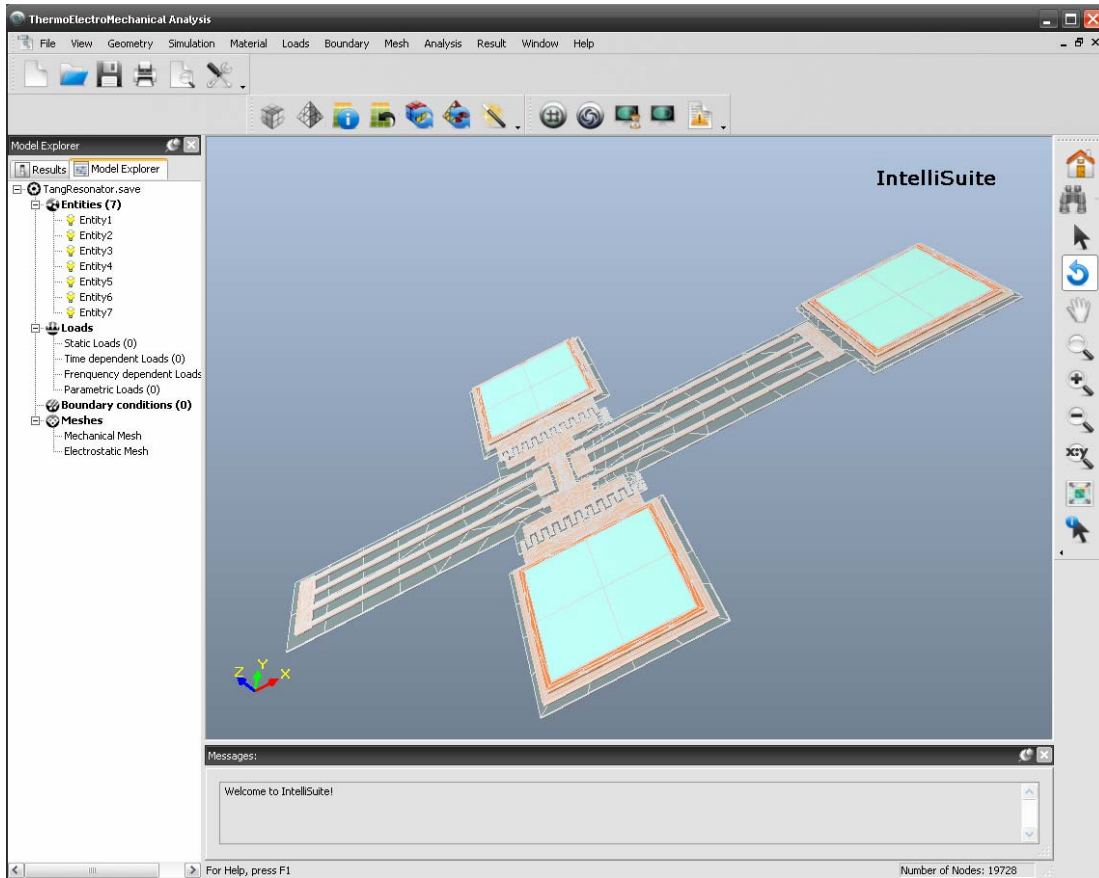 ThermoElectroMechanical Analysis
File View Geometry Simulation Material Loads Boundary Mesh Analysis Result Window Help
Model Explorer
Results Model Explorer
TangResonator.save
Entities (7)
Entity1
Entity2
Entity3
Entity4
Entity5
Entity6
Entity7
Loads
Static Loads (0)
Time dependent Loads (0)
Frenquency dependent Loads
Parametric Loads (0)
Boundary conditions (0)
Meshes
Mechanical Mesh
Electrostatic Mesh
IntelliSuite
x:y
Z Y X
Messages:
Welcome to IntelliSuite!
For Help, press F1 Number of Nodes: 19728